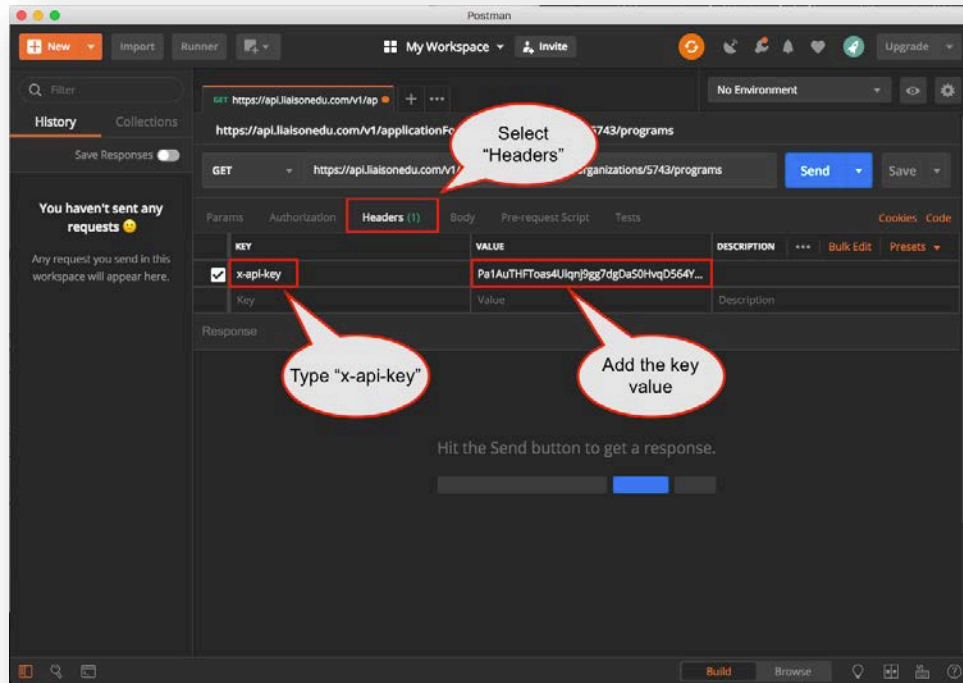 Postman
New
Import
Runner
My Workspace
Invite
Upgrade
Filter
History
Collections
Save Responses
You haven't sent any
requests
Any request you send in this
workspace will appear here.
GET https://api.liaisonedu.com/v1/ap
No Environment
https://api.liaisonedu.com/v1/applicationFo
5743/programs
Select
"Headers"
GET
https://api.liaisonedu.com/v1/
rganizations/5743/programs
Send
Save
Params
Authorization
Headers (1)
Body
Pre-request Script
Tests
Cookies
Code
KEY
VALUE
DESCRIPTION
Bulk Edit
Presets
x-api-key
Key
Value
Description
Response
Type “x-api-key”
Add the key
value
Hit the Send button to get a response.
Build
Browse